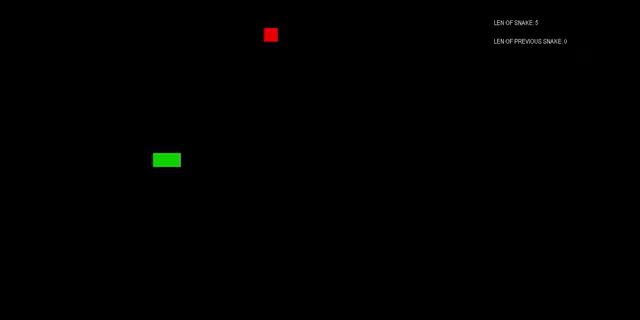 LEN OF SNAKE: 5
LEN OF PREVIOUS SNAKE: 0